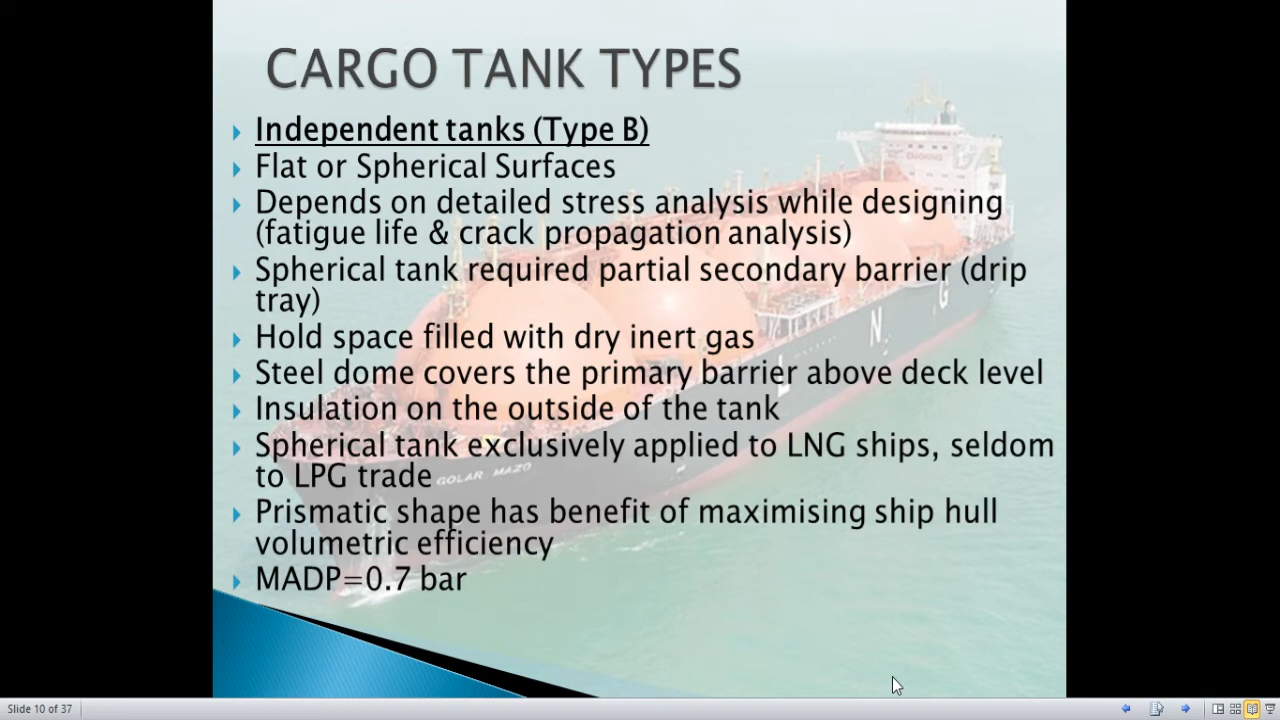 CARGO TANK TYPES
Independent tanks (Type B)
Flat or Spherical Surfaces
Depends on detailed stress analysis while designing
(fatigue life & crack propagation analysis)
Spherical tank required partial secondary barrier (drip
tray)
Hold space filled with dry inert gas
Steel dome covers the primary barrier above deck level
Insulation on the outside of the tank
Spherical tank exclusively applied to LNG ships, seldom
to LPG trade
GOLAR MAZO
L N G
Prismatic shape has benefit of maximising ship hull
volumetric efficiency
MADP=0.7 bar
Slide 10 of 37